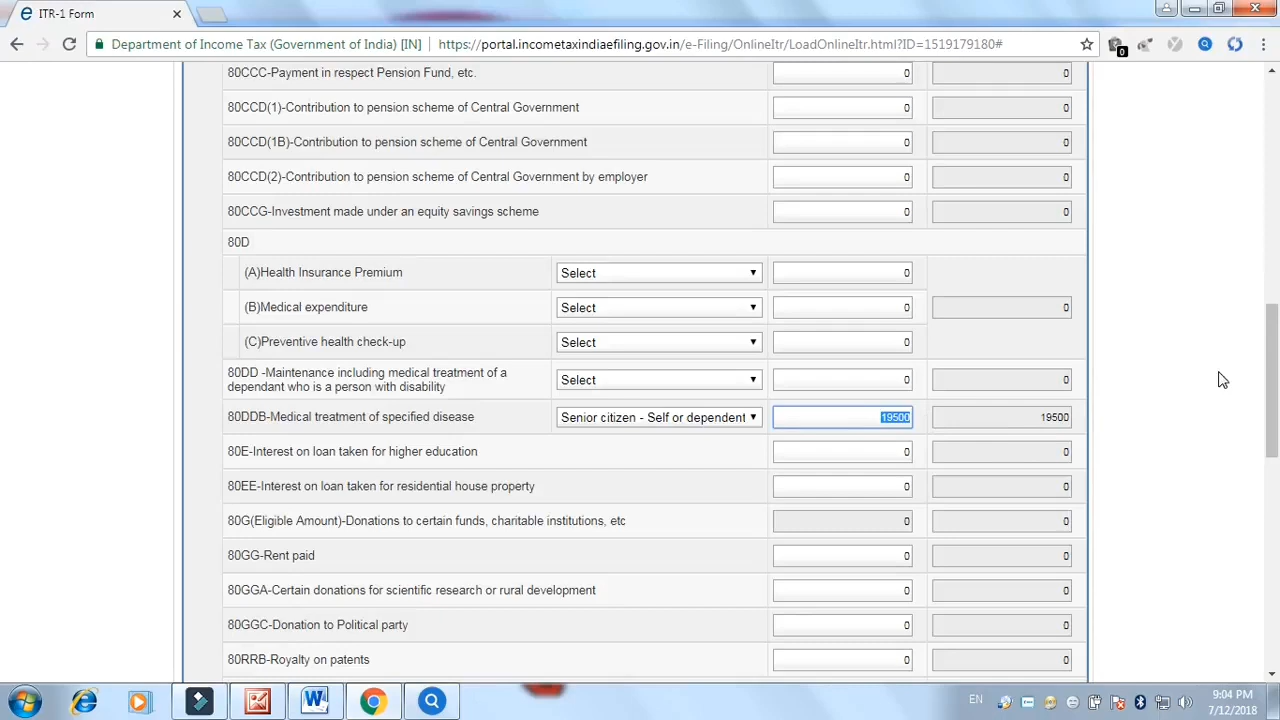 ITR-1 Form
Department of Income Tax (Government of India) [IN] https://portal.incometaxindiaefiling.gov.in/e-Filing/OnlineItr/LoadOnlineItr.html?ID=1519179180#
0
80CCC-Payment in respect Pension Fund, etc. 0 0
80CCD(1)-Contribution to pension scheme of Central Government 0 0
80CCD(1B)-Contribution to pension scheme of Central Government 0 0
80CCD(2)-Contribution to pension scheme of Central Government by employer 0 0
80CCG-Investment made under an equity savings scheme 0 0
80D
(A)Health Insurance Premium Select 0
(B)Medical expenditure Select 0 0
(C)Preventive health check-up Select 0
80DD -Maintenance including medical treatment of a
dependant who is a person with disability Select 0 0
80DDB-Medical treatment of specified disease Senior citizen - Self or dependent 19500 19500
80E-Interest on loan taken for higher education 0 0
80EE-Interest on loan taken for residential house property 0 0
80G(Eligible Amount)-Donations to certain funds, charitable institutions, etc 0 0
80GG-Rent paid 0 0
80GGA-Certain donations for scientific research or rural development 0 0
80GGC-Donation to Political party 0 0
80RRB-Royalty on patents 0 0
EN
9:04 PM
7/12/2018